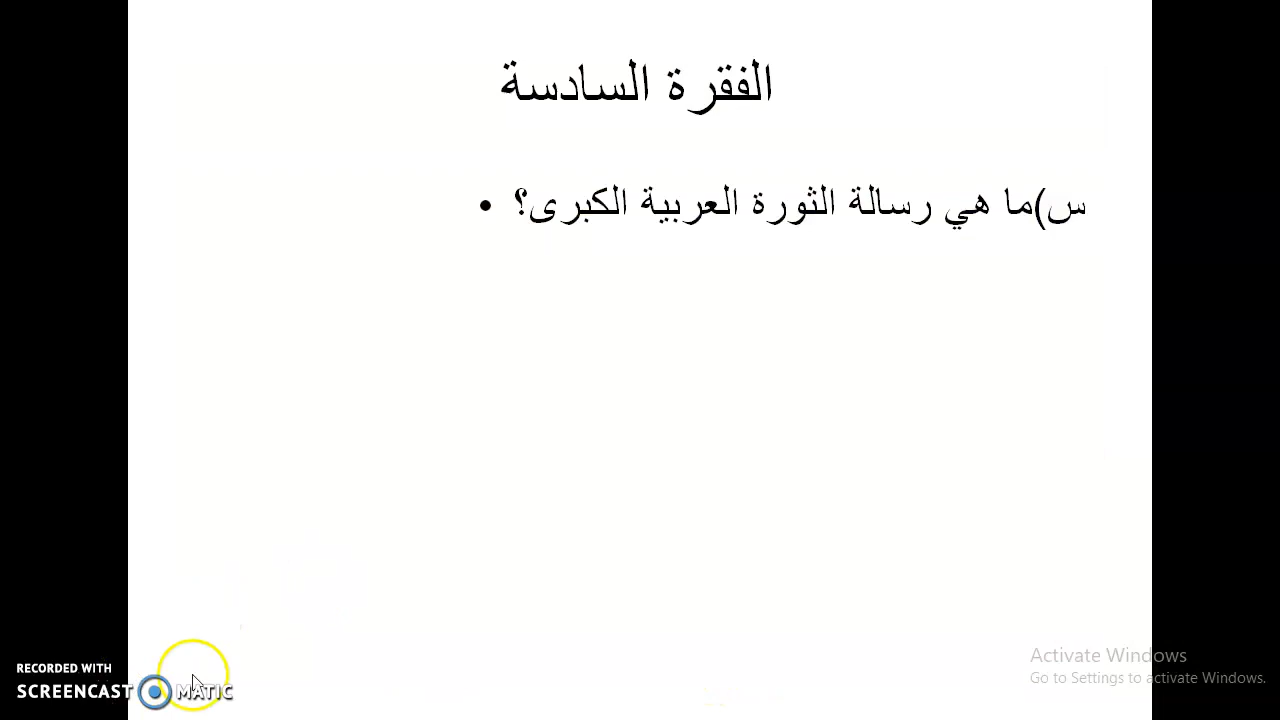 الفقرة السادسة
س)ما هي رسالة الثورة العربية الكبرى؟ •
Activate Windows
Go to Settings to activate Windows.
RECORDED WITH
SCREENCAST MATIC